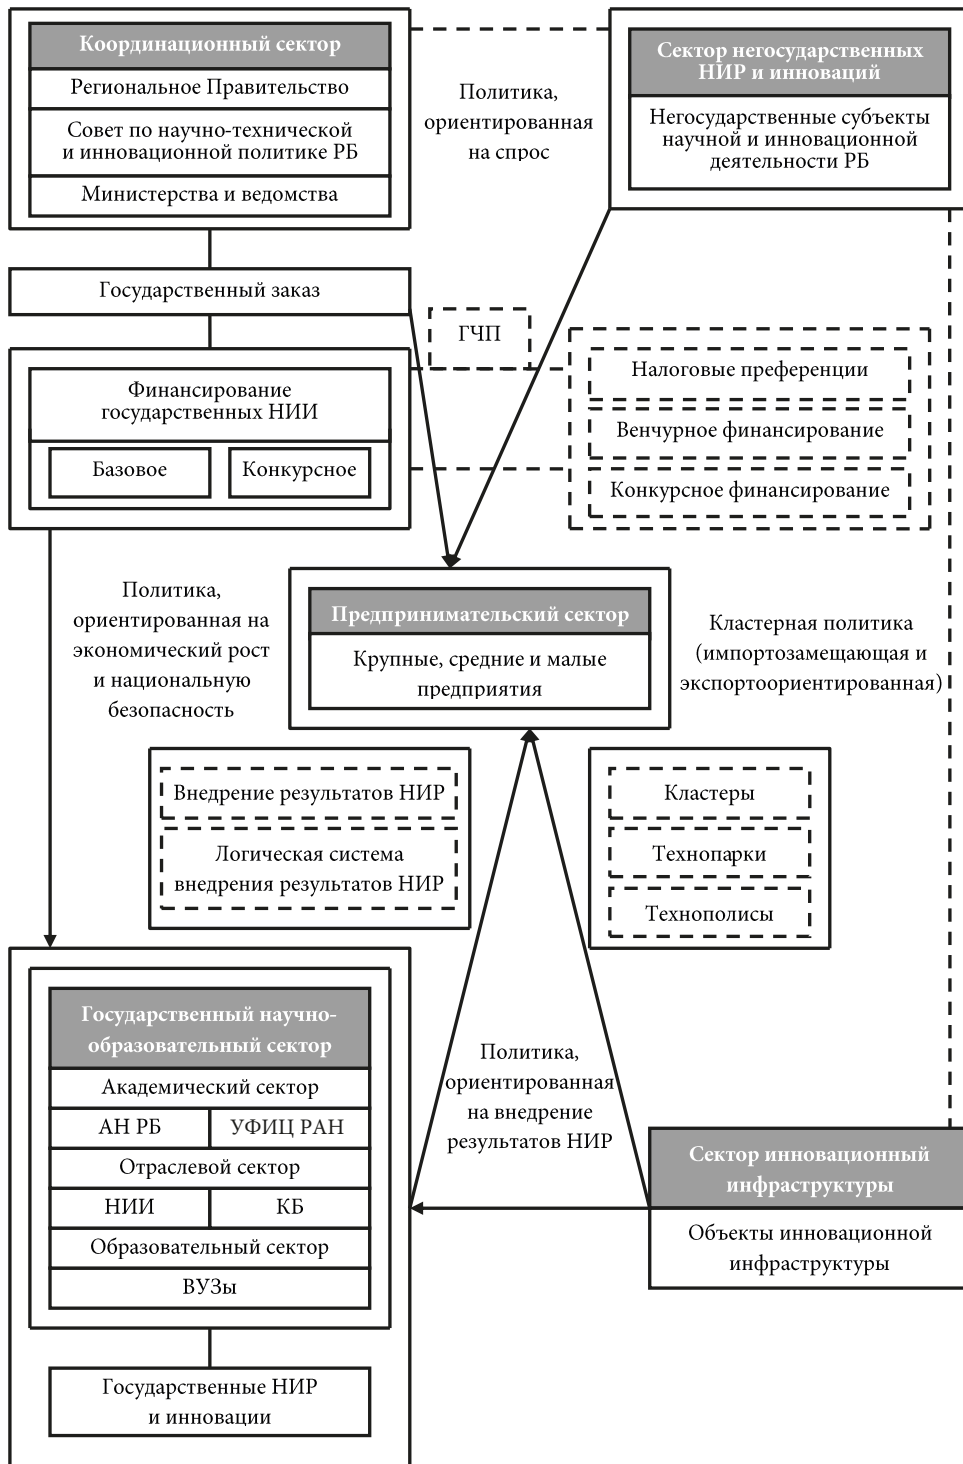 Координационный сектор
Региональное Правительство
Совет по научно-технической
и инновационной политике РБ
Министерства и ведомства
Политика,
ориентированная
на спрос
Сектор негосударственных
НИР и инноваций
Негосударственные субъекты
научной и инновационной
деятельности РБ
Государственный заказ
ГЧП
Финансирование
государственных НИИ
Базовое
Конкурсное
Налоговые преференции
Венчурное финансирование
Конкурсное финансирование
Политика,
ориентированная на
экономический рост
и национальную
безопасность
Предпринимательский сектор
Крупные, средние и малые
предприятия
Кластерная политика
(импортозамещающая и
экспортоориентированная)
Внедрение результатов НИР
Логическая система
внедрения результатов НИР
Кластеры
Технопарки
Технополисы
Государственный научно-
образовательный сектор
Академический сектор
АН РБ
УФИЦ РАН
Отраслевой сектор
НИИ
КБ
Образовательный сектор
ВУЗы
Государственные НИР
и инновации
Политика,
ориентированная
на внедрение
результатов НИР
Сектор инновационный
инфраструктуры
Объекты инновационной
инфраструктуры